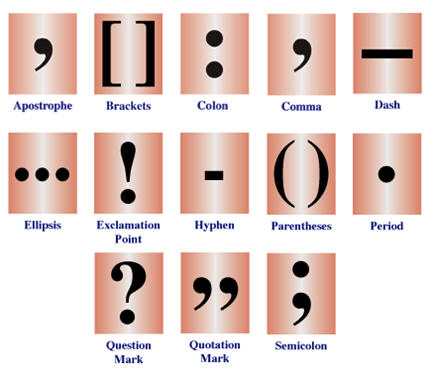 ’ [ ] : , —
Apostrophe Brackets Colon Comma Dash
... ! - ( ) .
Ellipsis Exclamation Point Hyphen Parentheses Period
? ” ;
Question Mark Quotation Mark Semicolon